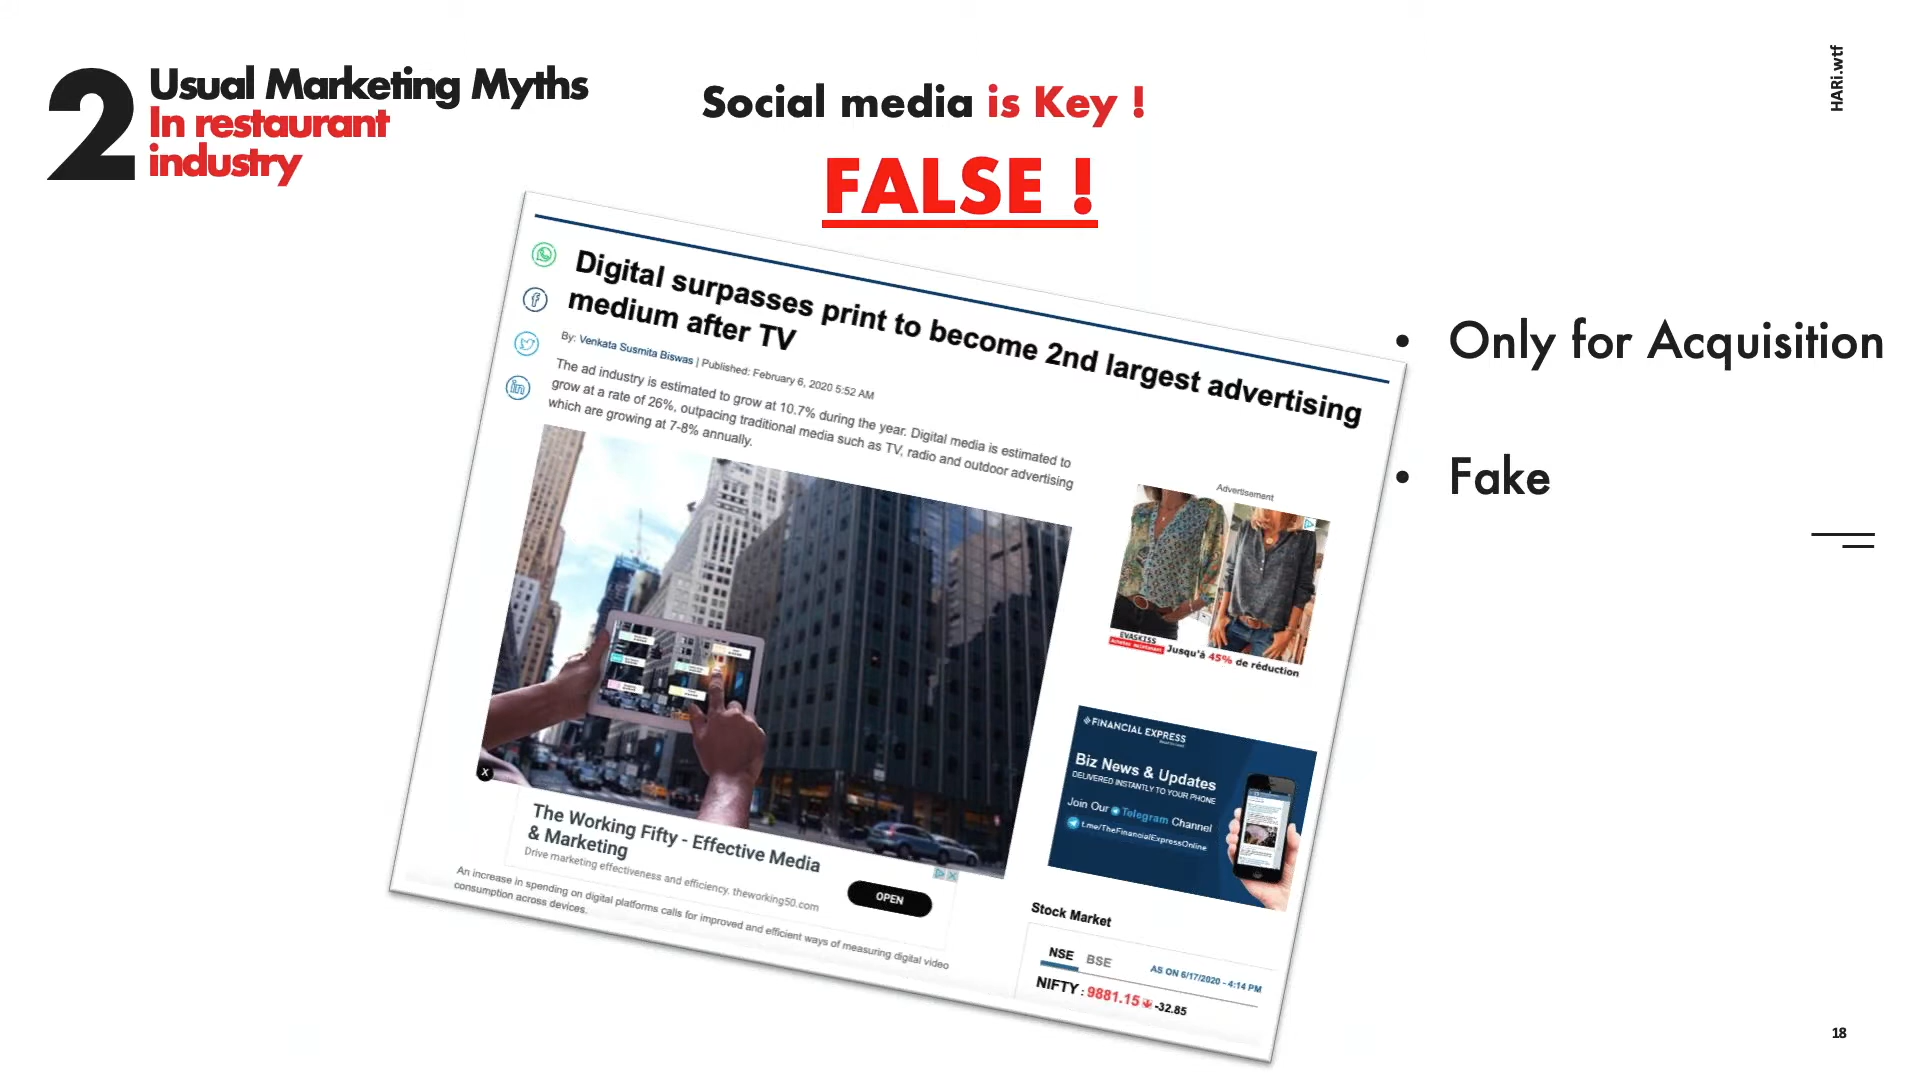 2
Usual Marketing Myths
In restaurant
industry
Social media is Key !
FALSE !
HARi.wtf
Digital surpasses print to become 2nd largest advertising
medium after TV
By: Venkata Susmita Biswas | Published: February 6, 2020 5:52 AM
The ad industry is estimated to grow at 10.7% during the year. Digital media is estimated to
grow at a rate of 26%, outpacing traditional media such as TV, radio and outdoor advertising
which are growing at 7-8% annually.
Advertisement
EVASKISS
Jusqu'à 45% de réduction
FINANCIAL EXPRESS
Biz News & Updates
DELIVERED INSTANTLY TO YOUR PHONE
Join Our Telegram Channel
t.me/TheFinancialExpressOnline
X
The Working Fifty - Effective Media
& Marketing
Drive marketing effectiveness and efficiency. theworking50.com
OPEN
An increase in spending on digital platforms calls for improved and efficient ways of measuring digital video
consumption across devices.
Stock Market
NSE BSE
AS ON 6/17/2020 - 4:14 PM
NIFTY : 9881.15 -32.85
• Only for Acquisition
• Fake
18